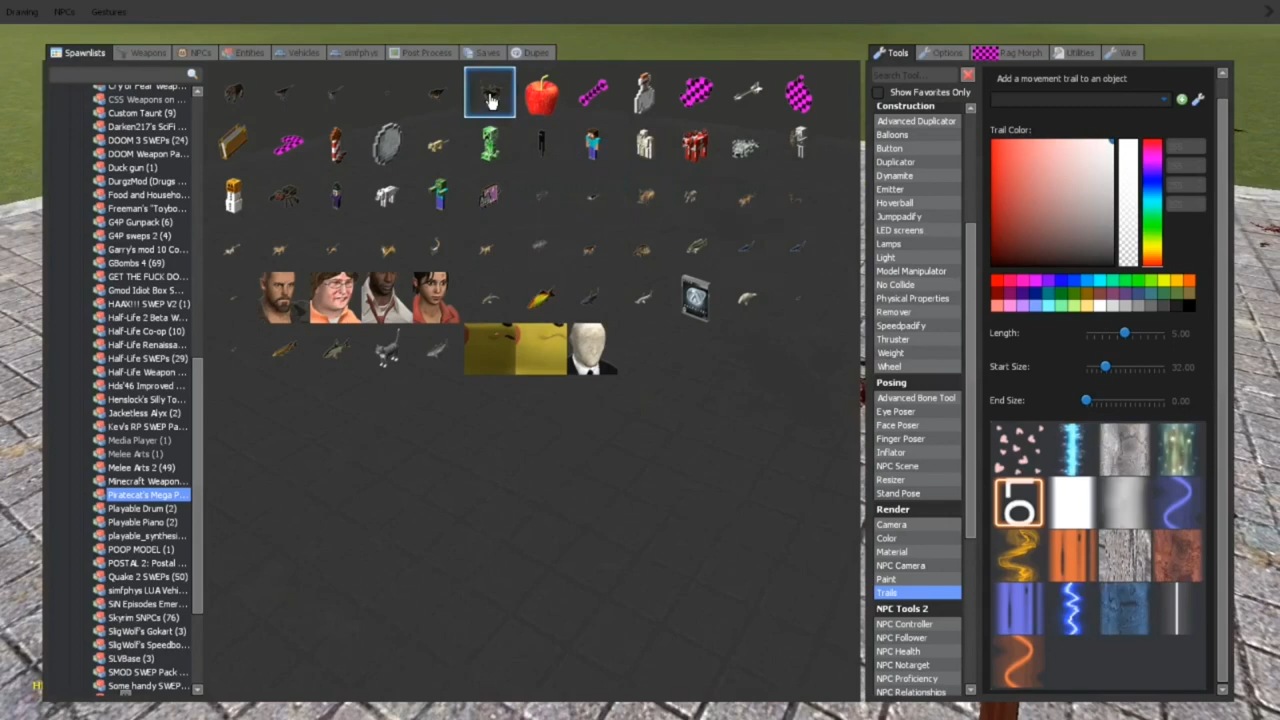 Drawing NPCs Gestures
Spawnlists Weapons NPCs Entities Vehicles simfphys Post Process Saves Dupes
Cry of Fear Weap...
CSS Weapons on ...
Custom Taunt (9)
Darken217's SciFi ...
DOOM 3 SWEPs (24)
DOOM Weapon Pa...
Duck gun (1)
DurgzMod (Drugs ...
Food and Househo...
Freeman's "Toybo...
G4P Gunpack (6)
G4P sweps 2 (4)
Garry's mod 10 Co...
GBombs 4 (69)
GET THE FUCK DO...
Gmod Idiot Box S...
HAAX!!! SWEP V2 (1)
Half-Life 2 Beta W...
Half-Life Co-op (10)
Half-Life Renaissa...
Half-Life SWEPs (29)
Half-Life Weapon ...
Hds'46 Improved ...
Henslock's Silly To...
Jacketless Alyx (2)
Kev's RP SWEP Pa...
Media Player (1)
Melee Arts (1)
Melee Arts 2 (49)
Minecraft Weapon...
Piratecat's Mega P...
Playable Drum (2)
Playable Piano (2)
playable_synthesi...
POOP MODEL (1)
POSTAL 2: Postal ...
Quake 2 SWEPs (50)
simfphys LUA Vehi...
SiN Episodes Emer...
Skyrim SNPCs (76)
SligWolf's Gokart (3)
SligWolf's Speedbo...
SLVBase (3)
SMOD SWEP Pack ...
Some handy SWEP...
Tools Options Rag Morph Utilities Wire
Search Tool...
Show Favorites Only
Construction
Advanced Duplicator
Balloons
Button
Duplicator
Dynamite
Emitter
Hoverball
Jumppadify
LED screens
Lamps
Light
Model Manipulator
No Collide
Physical Properties
Remover
Speedpadify
Thruster
Weight
Wheel
Posing
Advanced Bone Tool
Eye Poser
Face Poser
Finger Poser
Inflator
NPC Scene
Resizer
Stand Pose
Render
Camera
Color
Material
NPC Camera
Paint
Trails
NPC Tools 2
NPC Controller
NPC Follower
NPC Health
NPC Notarget
NPC Proficiency
NPC Relationships
Add a movement trail to an object
Trail Color:
Length: 5.00
Start Size: 32.00
End Size: 0.00
LO